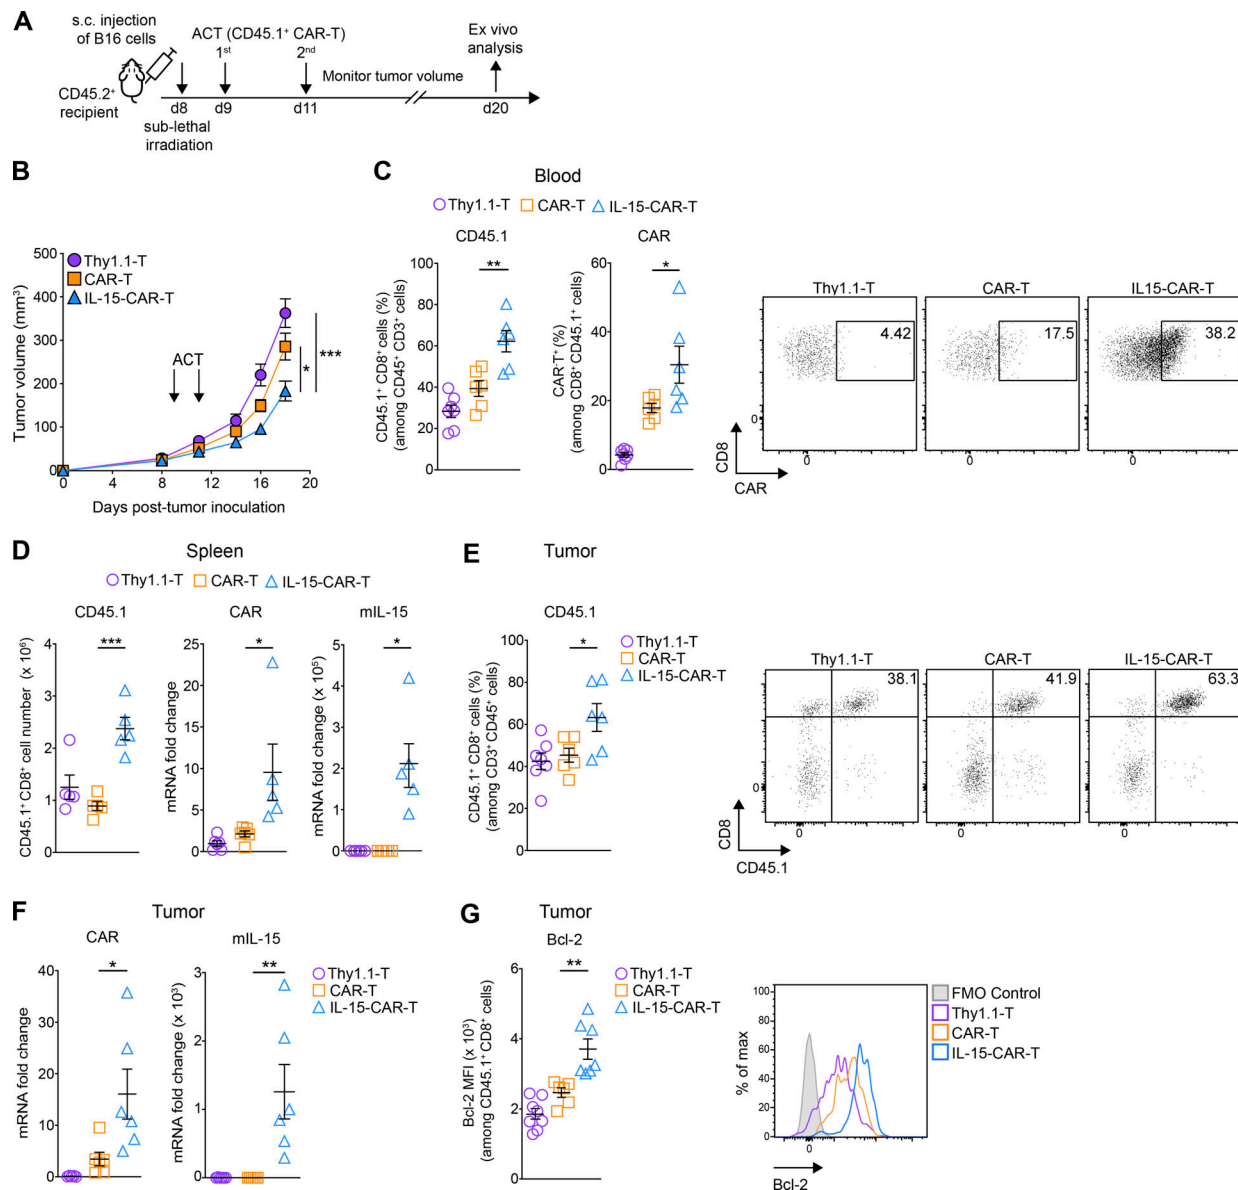 A
s.c. injection
of B16 cells
ACT (CD45.1⁺ CAR-T)
1st
2nd
Monitor tumor volume
Ex vivo
analysis
CD45.2⁺
recipient
d8
d9
d11
d20
sub-lethal
irradiation
B
Thy1.1-T
CAR-T
IL-15-CAR-T
Tumor volume (mm³)
500
400
300
200
100
0
ACT
*
***
0 4 8 12 16 20
Days post-tumor inoculation
C
Blood
Thy1.1-T CAR-T IL-15-CAR-T
CD45.1
CD45.1⁺ CD8⁺ cells (%)
(among CD45⁺ CD3⁺ cells)
100
80
60
40
20
0
**
CAR
CAR⁺T⁺ (%)
(among CD8⁺ CD45.1⁺ cells)
60
40
20
0
*
Thy1.1-T CAR-T IL15-CAR-T
4.42 17.5 38.2
0
0 0 0
CD8
CAR
D
Spleen
Thy1.1-T CAR-T IL-15-CAR-T
CD45.1
CD45.1⁺ CD8⁺ cell number (x 10⁶)
4
3
2
1
0
***
CAR
mRNA fold change
25
20
15
10
5
0
*
mIL-15
mRNA fold change (x 10⁵)
5
4
3
2
1
0
*
E
Tumor
CD45.1
CD45.1⁺ CD8⁺ cells (%)
(among CD3⁺ CD45⁺ cells)
100
80
60
40
20
0
*
Thy1.1-T
CAR-T
IL-15-CAR-T
Thy1.1-T CAR-T IL-15-CAR-T
38.1 41.9 63.3
0
0 0 0
CD8
CD45.1
F
Tumor
CAR
mRNA fold change
40
30
20
10
0
*
mIL-15
mRNA fold change (x 10³)
3
2
1
0
**
Thy1.1-T
CAR-T
IL-15-CAR-T
G
Tumor
Bcl-2
Bcl-2 MFI (x 10³)
(among CD45.1⁺CD8⁺ cells)
6
4
2
0
**
Thy1.1-T
CAR-T
IL-15-CAR-T
% of max
100
80
60
40
20
0
0
Bcl-2
FMO Control
Thy1.1-T
CAR-T
IL-15-CAR-T